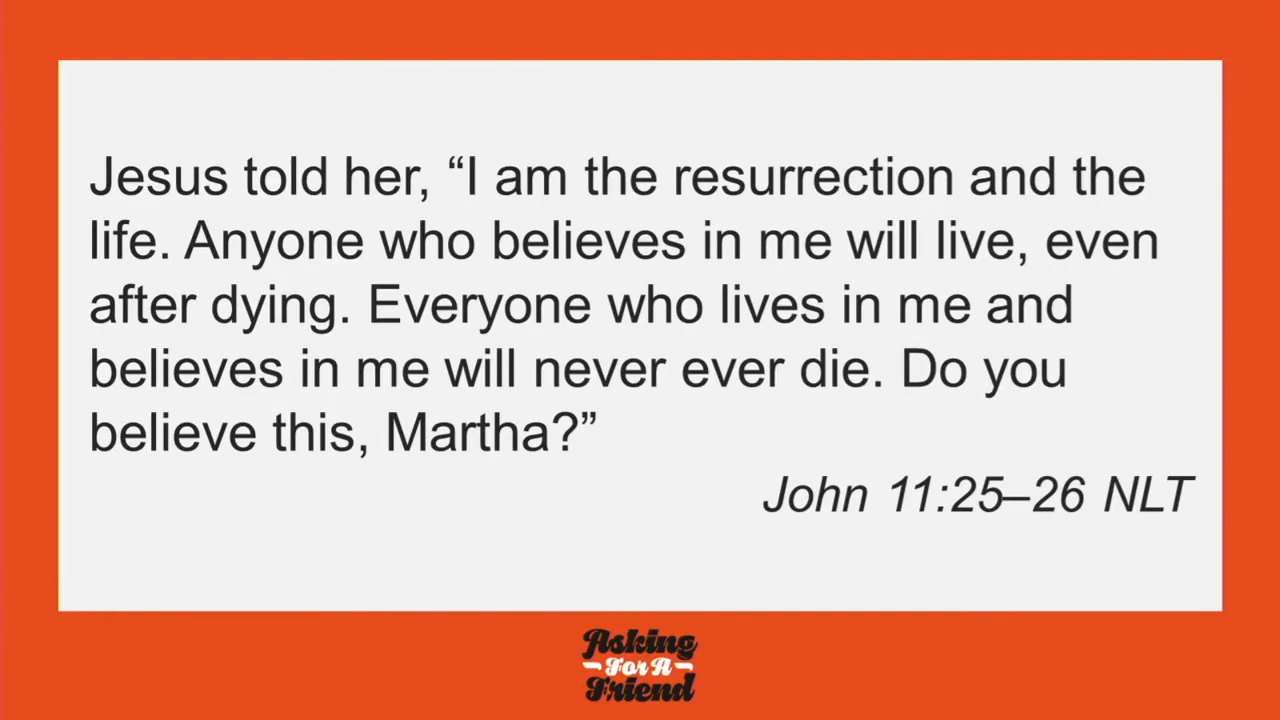 Jesus told her, “I am the resurrection and the
life. Anyone who believes in me will live, even
after dying. Everyone who lives in me and
believes in me will never ever die. Do you
believe this, Martha?”
John 11:25–26 NLT
Asking
For A
Friend